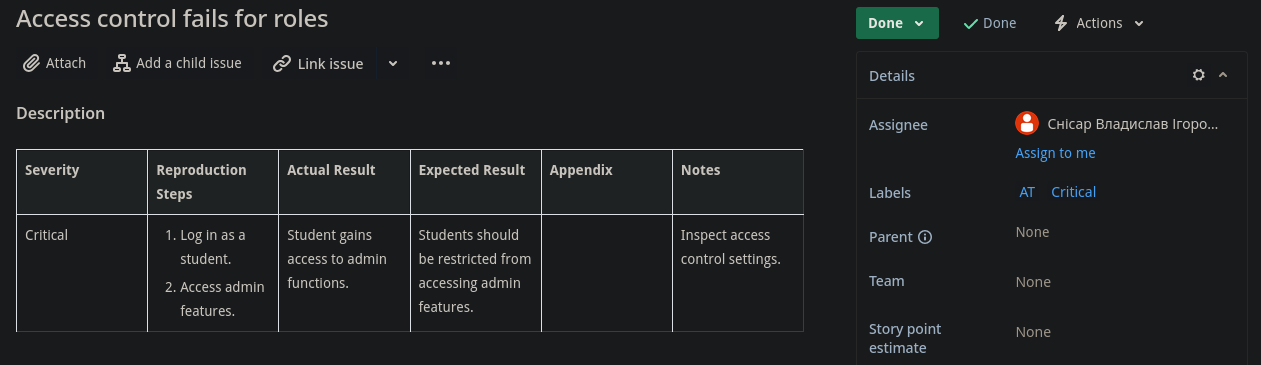 Access control fails for roles
Done
Done
Actions
Attach
Add a child issue
Link issue
Description
Severity
Reproduction
Steps
Actual Result
Expected Result
Appendix
Notes
Critical
1. Log in as a
student.
2. Access admin
features.
Student gains
access to admin
functions.
Students should
be restricted from
accessing admin
features.
Inspect access
control settings.
Details
Assignee
Снісар Владислав Ігоро...
Assign to me
Labels
AT Critical
Parent
None
Team
None
Story point
estimate
None